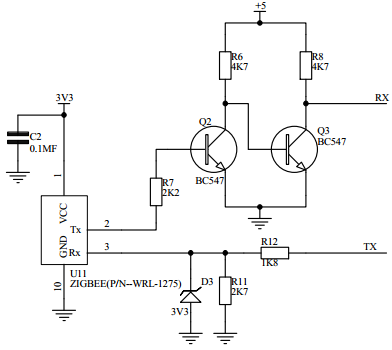 +5
R6
4K7
R8
4K7
3V3
RX
Q2
Q3
BC547
C2
0.1MF
BC547
R7
2K2
1
VCC
Tx
2
GND
Rx
3
R12
1K8
TX
U11
ZIGBEE(P/N--WRL-1275)
10
D3
3V3
R11
2K7